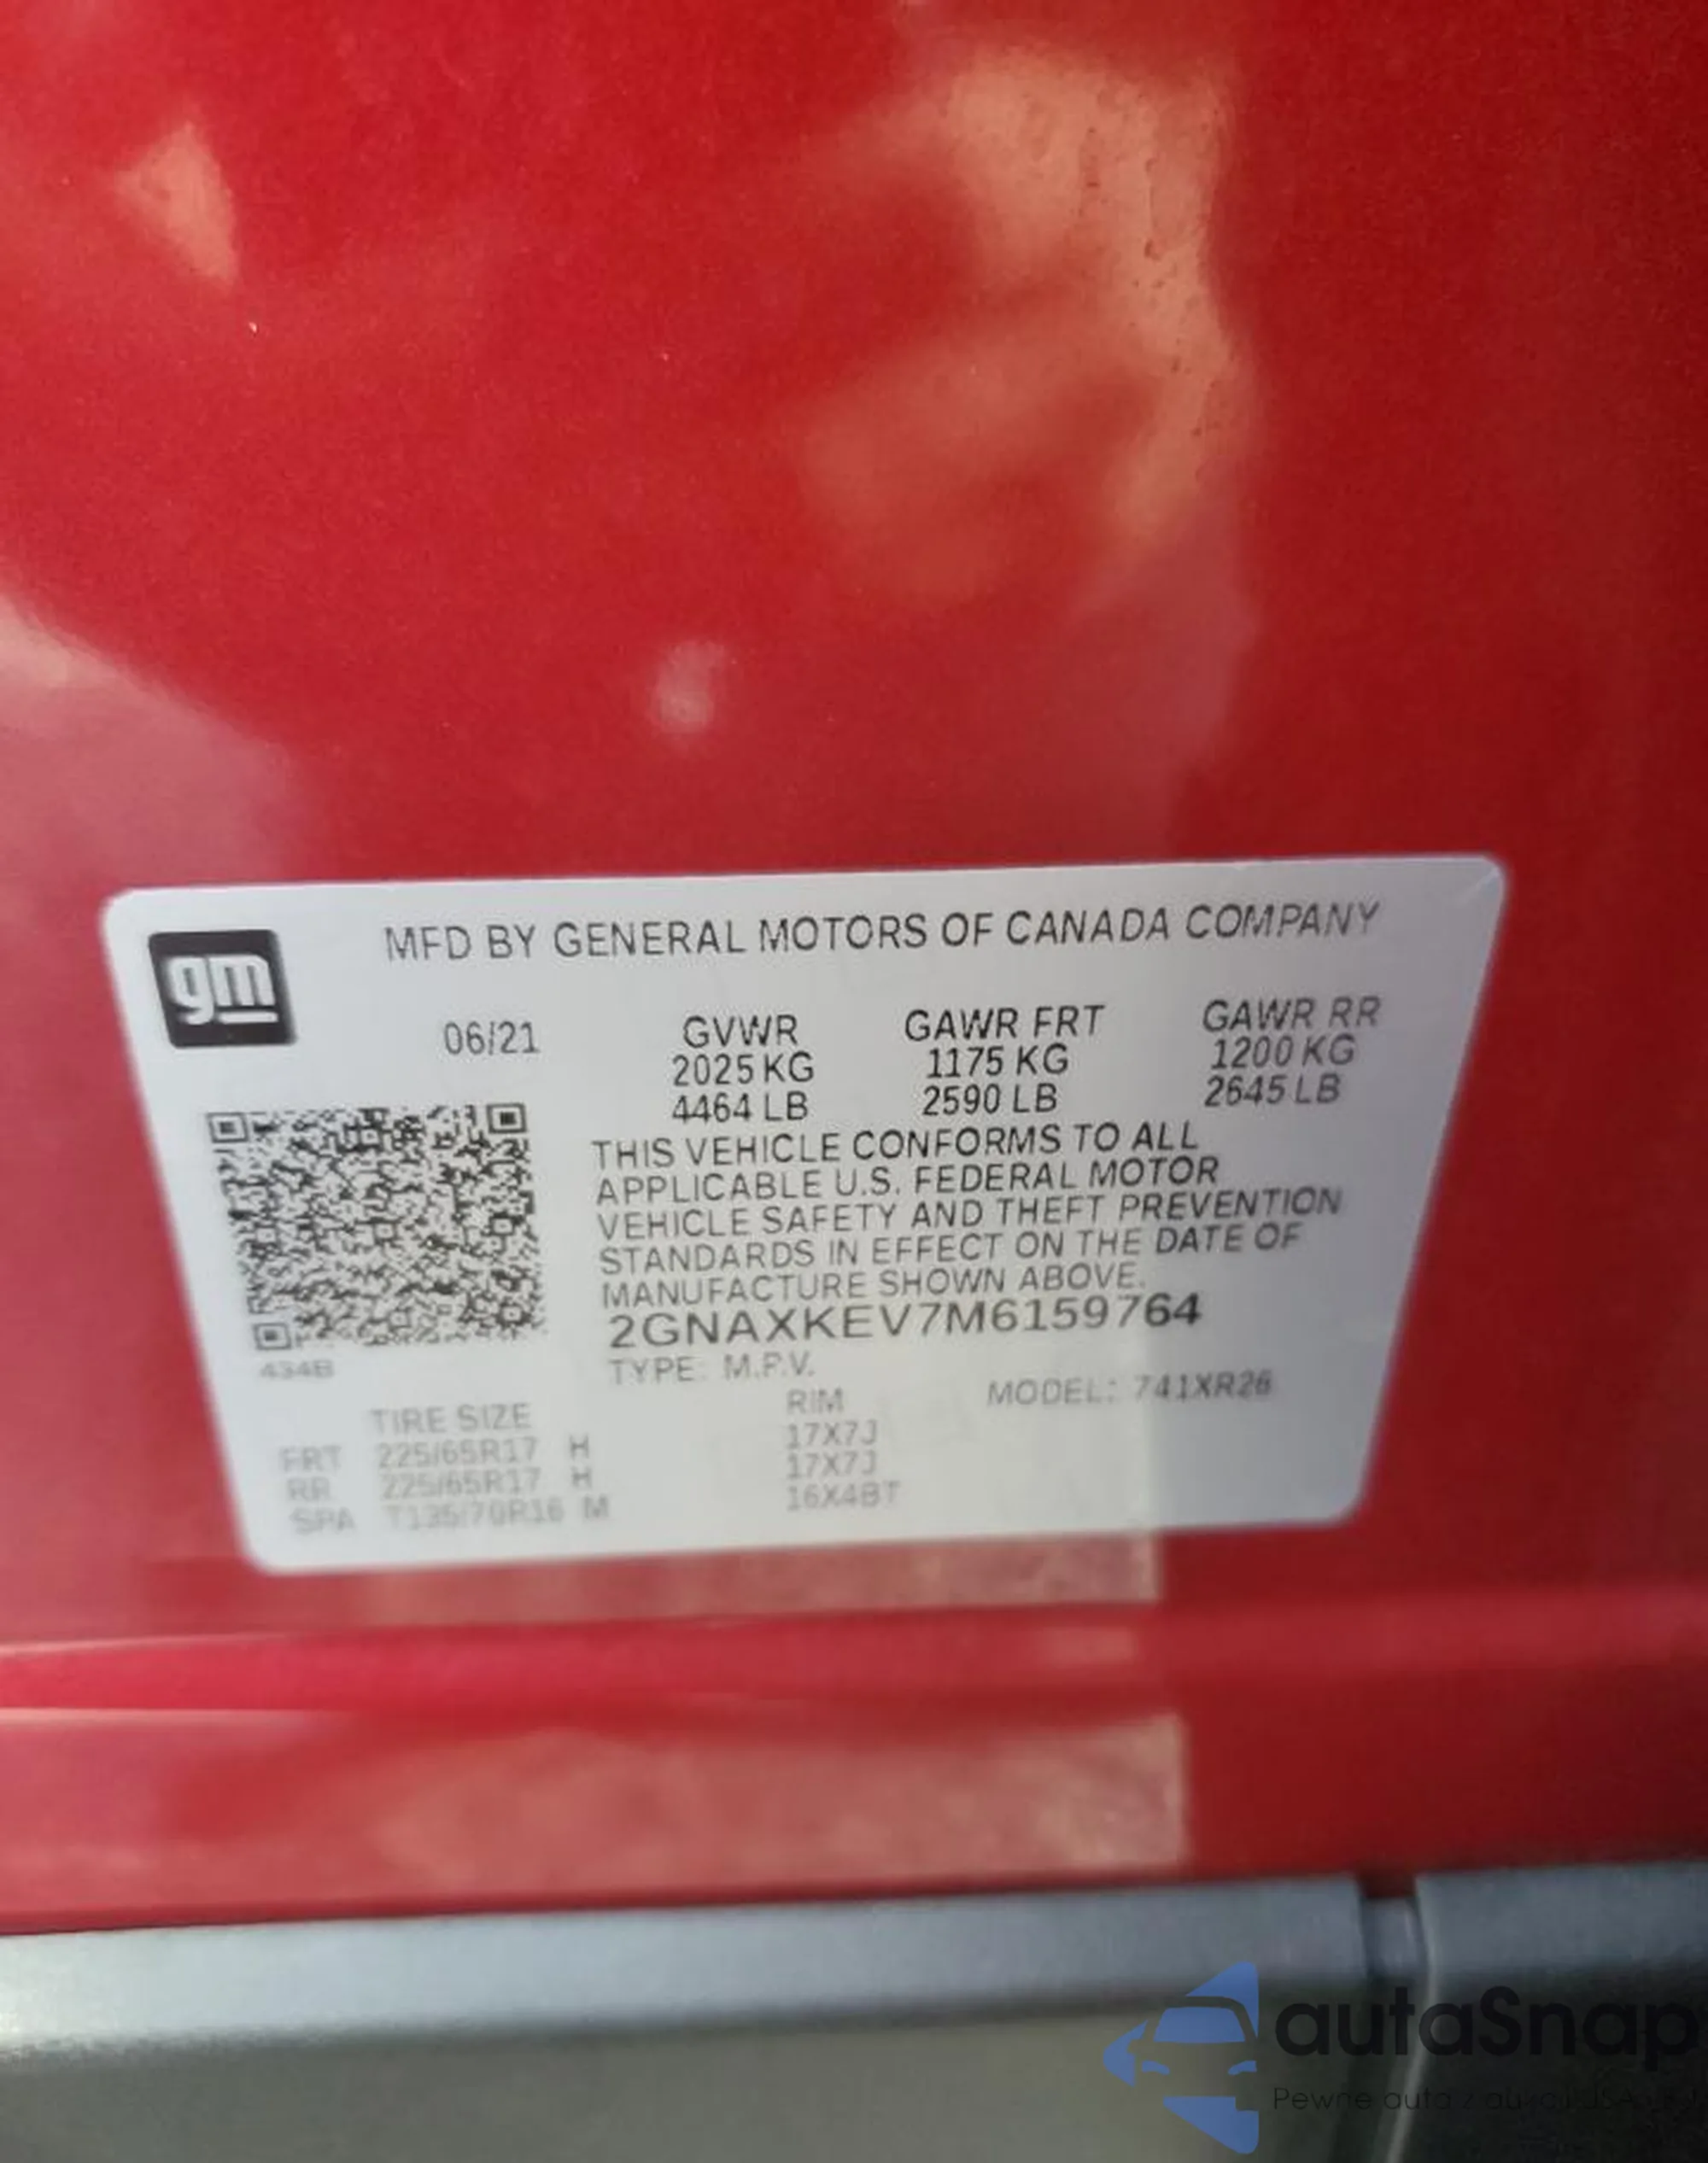 gm
MFD BY GENERAL MOTORS OF CANADA COMPANY
06/21 GVWR GAWR FRT GAWR RR
2025 KG 1175 KG 1200 KG
4464 LB 2590 LB 2645 LB
THIS VEHICLE CONFORMS TO ALL
APPLICABLE U.S. FEDERAL MOTOR
VEHICLE SAFETY AND THEFT PREVENTION
STANDARDS IN EFFECT ON THE DATE OF
MANUFACTURE SHOWN ABOVE.
2GNAXKEV7M6159764
434B
TYPE: M.P.V.
MODEL: 741XR26
TIRE SIZE RIM
FRT 225/65R17 H 17X7J
RR 225/65R17 H 17X7J
SPA T135/70R16 M 16X4BT
autaSnap
Pewne auta z